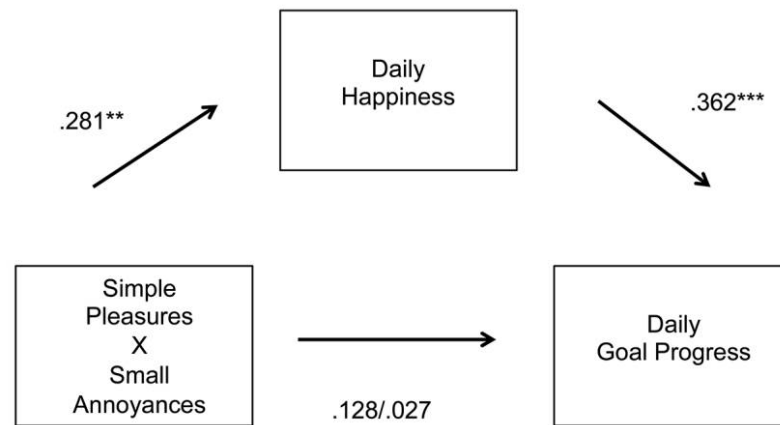 Daily
Happiness
.281**
.362***
Simple
Pleasures
X
Small
Annoyances
Daily
Goal Progress
.128/.027